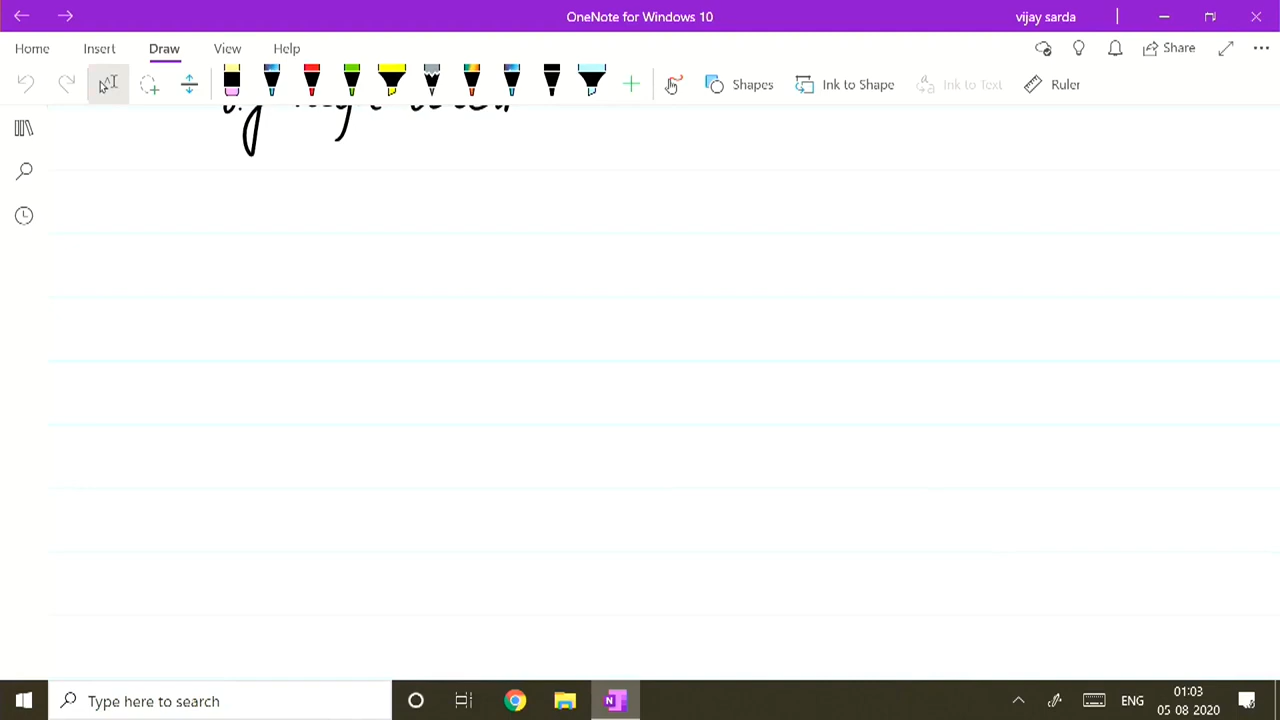 OneNote for Windows 10
vijay sarda
Home Insert Draw View Help
Share
Shapes
Ink to Shape
Ink to Text
Ruler
Type here to search
ENG
01:03
05-08-2020